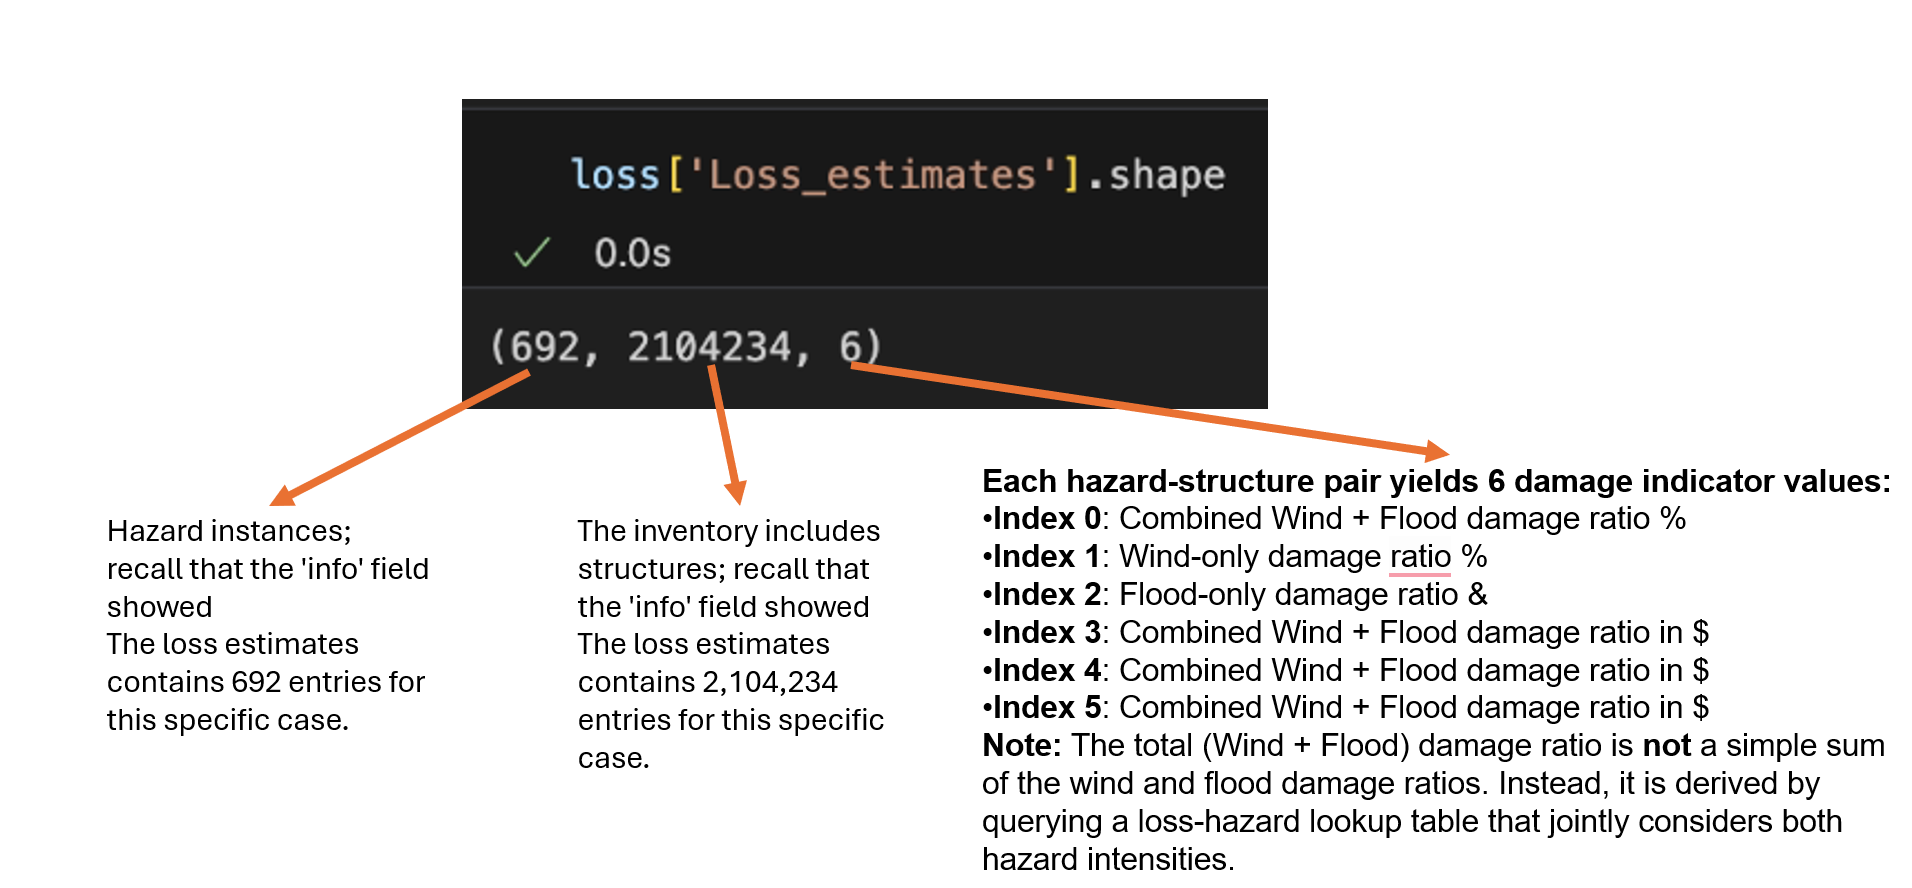 loss['Loss_estimates'].shape
✓ 0.0s
(692, 2104234, 6)
Hazard instances;
recall that the 'info' field
showed
The loss estimates
contains 692 entries for
this specific case.
The inventory includes
structures; recall that
the 'info' field showed
The loss estimates
contains 2,104,234
entries for this specific
case.
Each hazard-structure pair yields 6 damage indicator values:
•Index 0: Combined Wind + Flood damage ratio %
•Index 1: Wind-only damage ratio %
•Index 2: Flood-only damage ratio &
•Index 3: Combined Wind + Flood damage ratio in $
•Index 4: Combined Wind + Flood damage ratio in $
•Index 5: Combined Wind + Flood damage ratio in $
Note: The total (Wind + Flood) damage ratio is not a simple sum
of the wind and flood damage ratios. Instead, it is derived by
querying a loss-hazard lookup table that jointly considers both
hazard intensities.